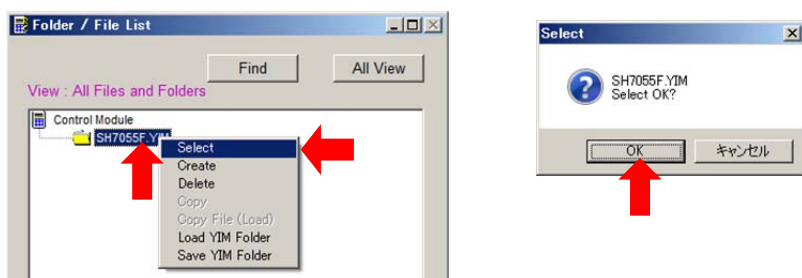 Folder / File List
Find
All View
View : All Files and Folders
Control Module
SH7055F.YIM
Select
Create
Delete
Copy
Copy File (Load)
Load YIM Folder
Save YIM Folder
Select
SH7055F.YIM
Select OK?
OK
キャンセル